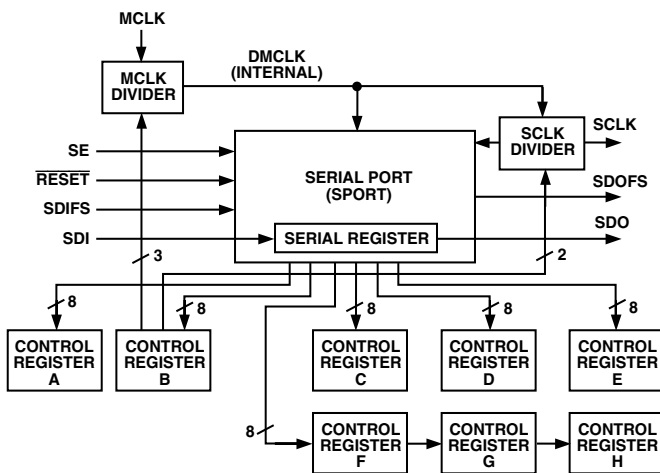 MCLK
MCLK
DIVIDER
DMCLK
(INTERNAL)
SCLK
DIVIDER
SCLK
SE
RESET
SDIFS
SDI
SERIAL PORT
(SPORT)
SERIAL REGISTER
SDOFS
SDO
3
2
8
8
8
8
8
CONTROL
REGISTER
A
CONTROL
REGISTER
B
CONTROL
REGISTER
C
CONTROL
REGISTER
D
CONTROL
REGISTER
E
8
CONTROL
REGISTER
F
CONTROL
REGISTER
G
CONTROL
REGISTER
H